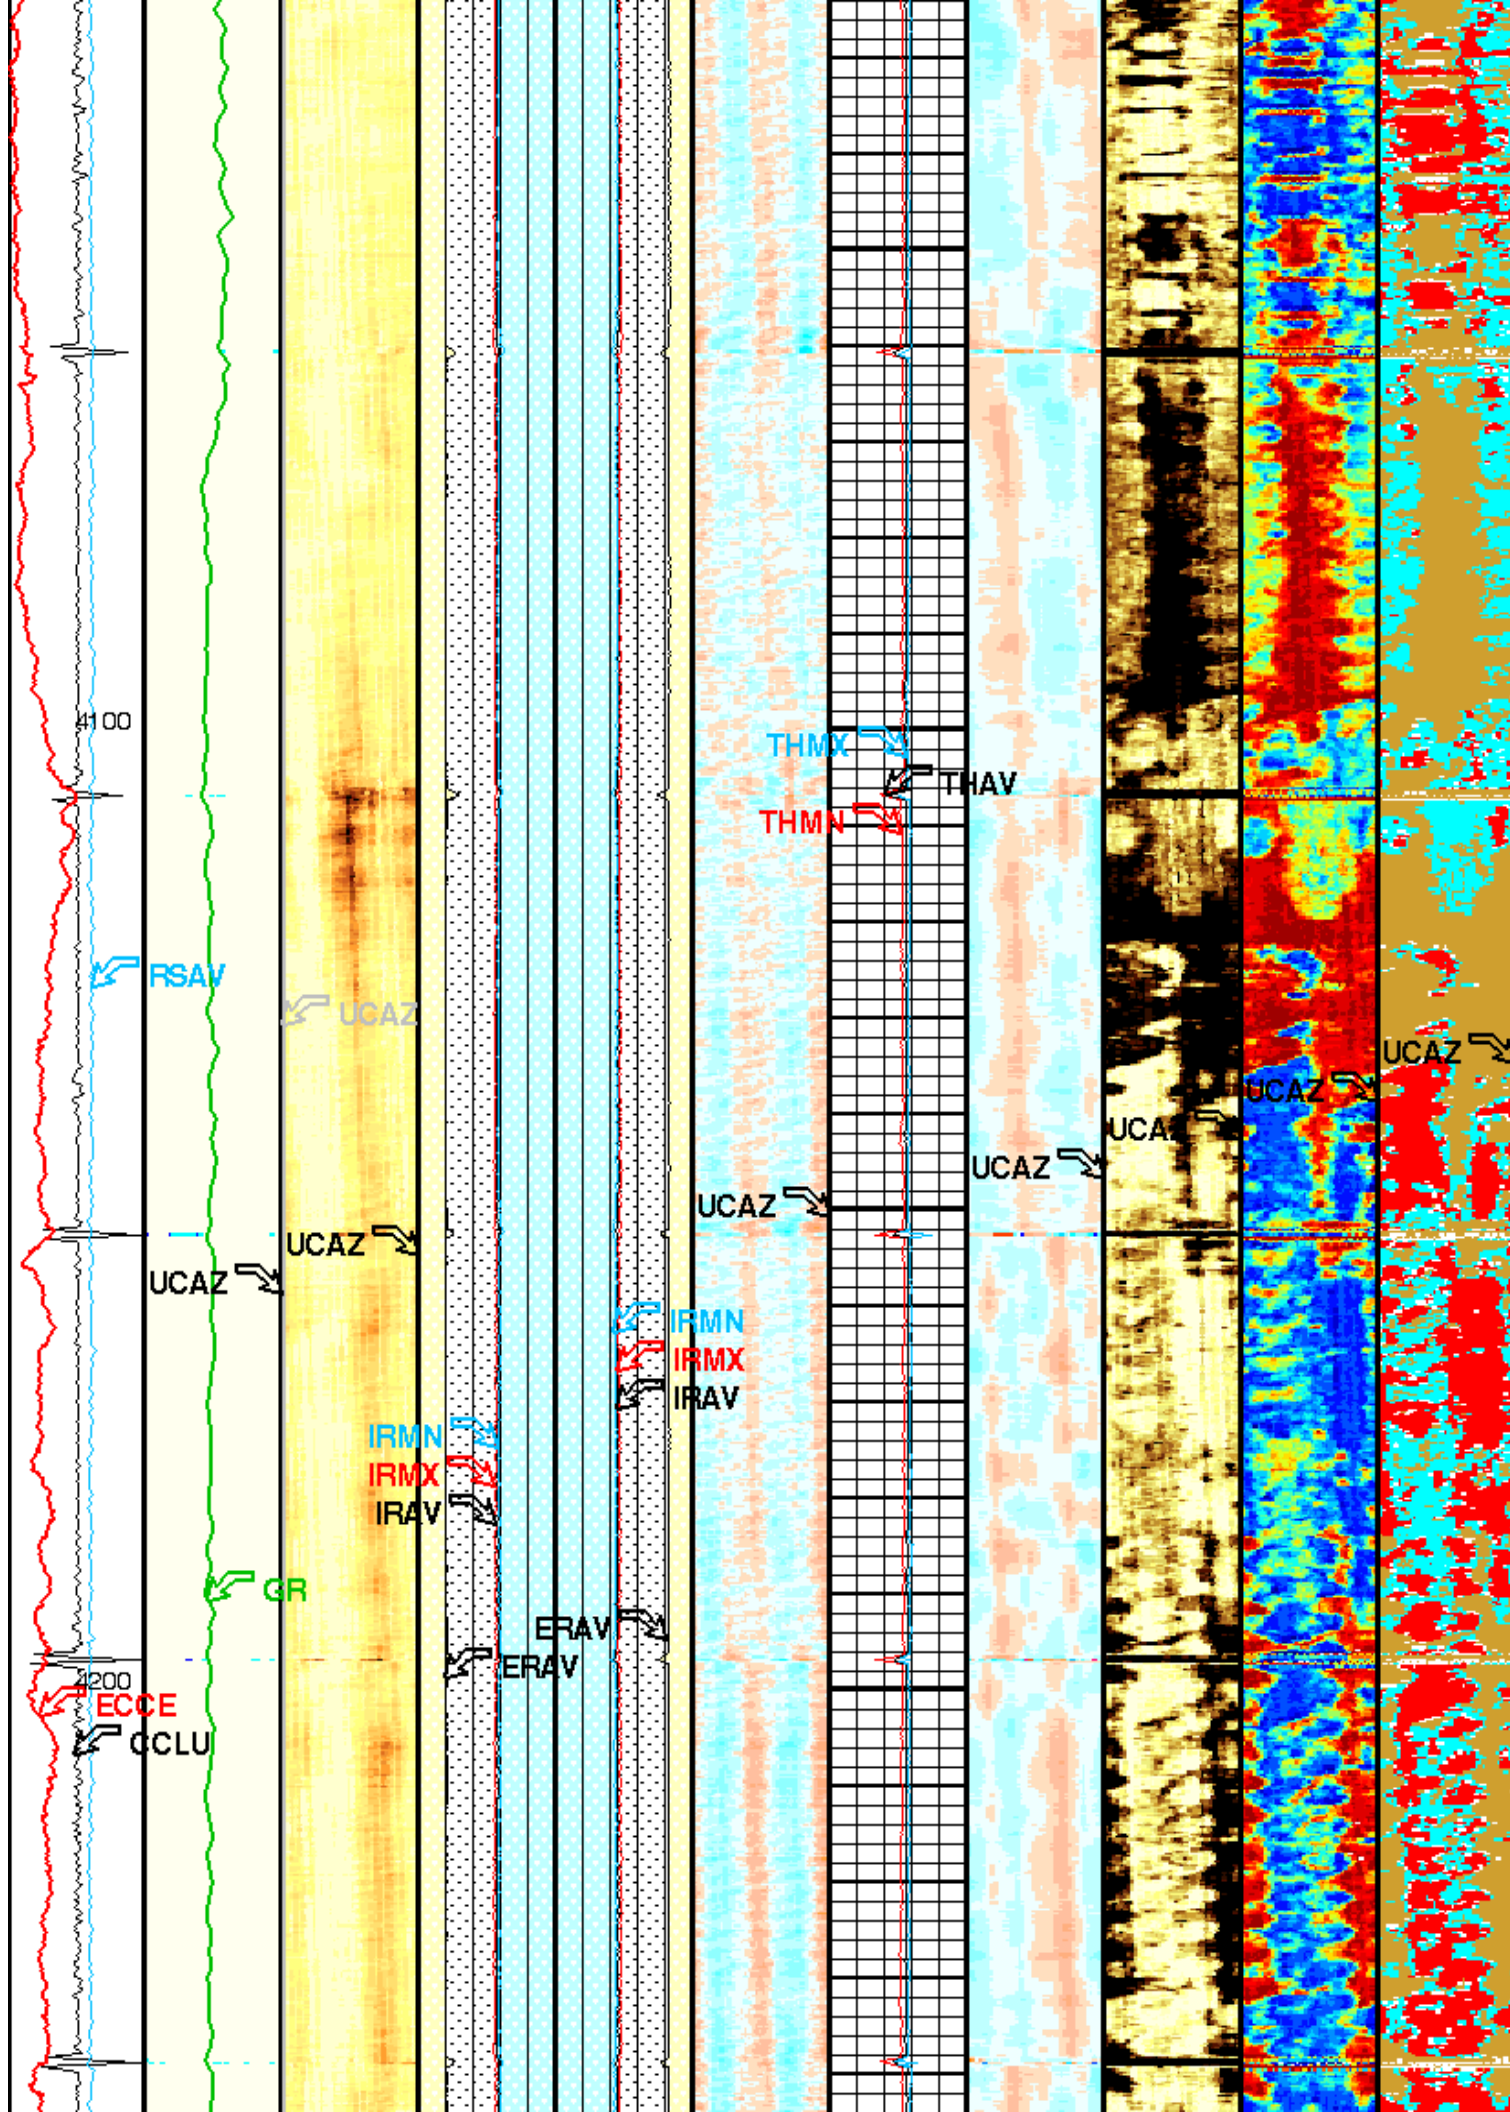 4100
THMX
THAV
THMN
RSAV
UCAZ
UCAZ
UCAZ
UCAZ
UCAZ
UCAZ
UCAZ
UCAZ
IRMN
IRMX
IRAV
IRMN
IRMX
IRAV
GR
ERAV
ERAV
4200
ECCE
CCLU